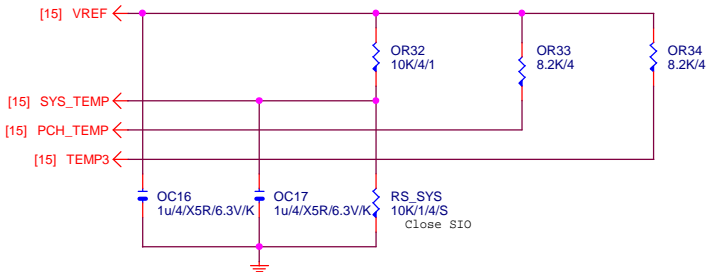 [15] VREF
OR32
10K/4/1
OR33
8.2K/4
OR34
8.2K/4
[15] SYS_TEMP
[15] PCH_TEMP
[15] TEMP3
OC16
1u/4/X5R/6.3V/K
OC17
1u/4/X5R/6.3V/K
RS_SYS
10K/1/4/S
Close SIO